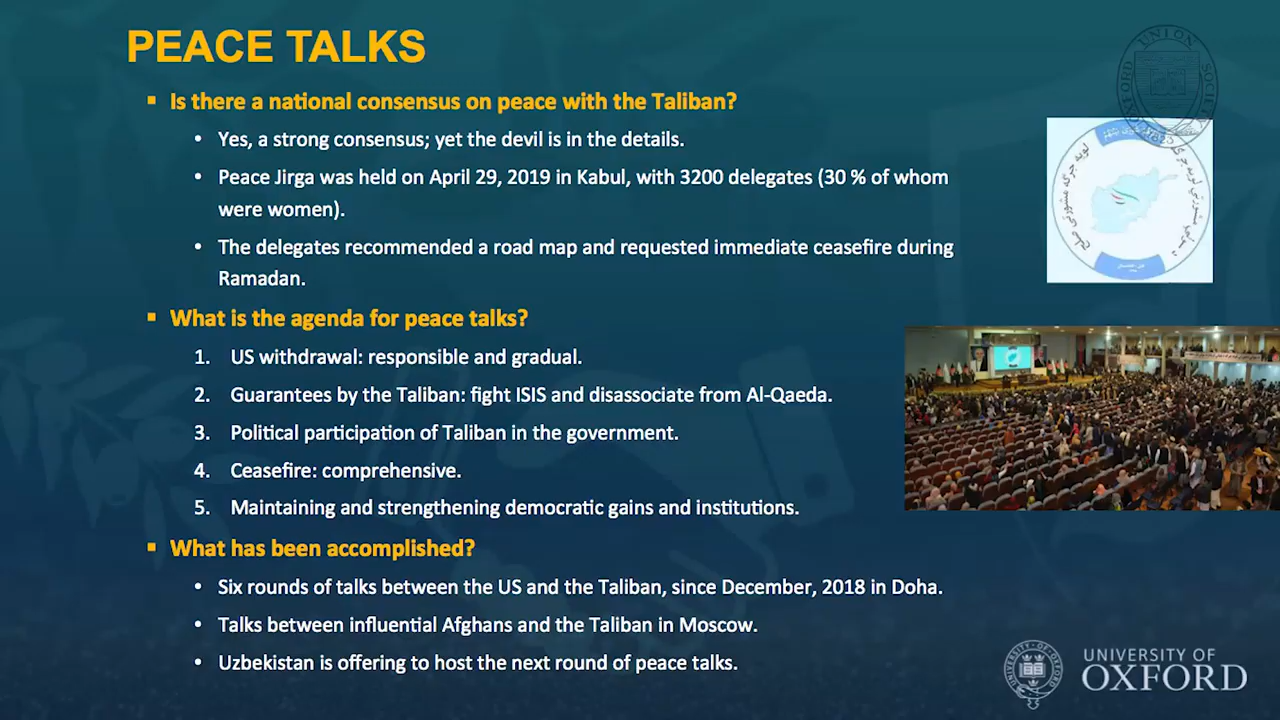 PEACE TALKS
▪ Is there a national consensus on peace with the Taliban?
• Yes, a strong consensus; yet the devil is in the details.
• Peace Jirga was held on April 29, 2019 in Kabul, with 3200 delegates (30 % of whom
were women).
• The delegates recommended a road map and requested immediate ceasefire during
Ramadan.
▪ What is the agenda for peace talks?
1. US withdrawal: responsible and gradual.
2. Guarantees by the Taliban: fight ISIS and disassociate from Al-Qaeda.
3. Political participation of Taliban in the government.
4. Ceasefire: comprehensive.
5. Maintaining and strengthening democratic gains and institutions.
▪ What has been accomplished?
• Six rounds of talks between the US and the Taliban, since December, 2018 in Doha.
• Talks between influential Afghans and the Taliban in Moscow.
• Uzbekistan is offering to host the next round of peace talks.
OXFORD UNION SOCIETY
لویه جرگه مشورتی صلح
UNIVERSITY OF
OXFORD